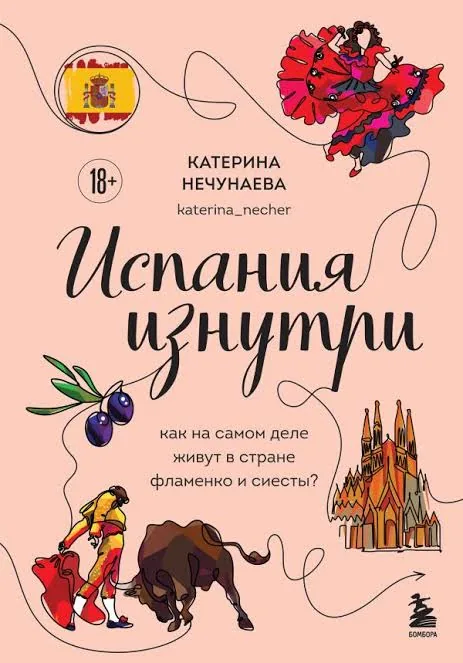 18+
КАТЕРИНА
НЕЧУНАЕВА
katerina_necher
Испания
изнутри
как на самом деле
живут в стране
фламенко и сиесты?
БОМБОРА